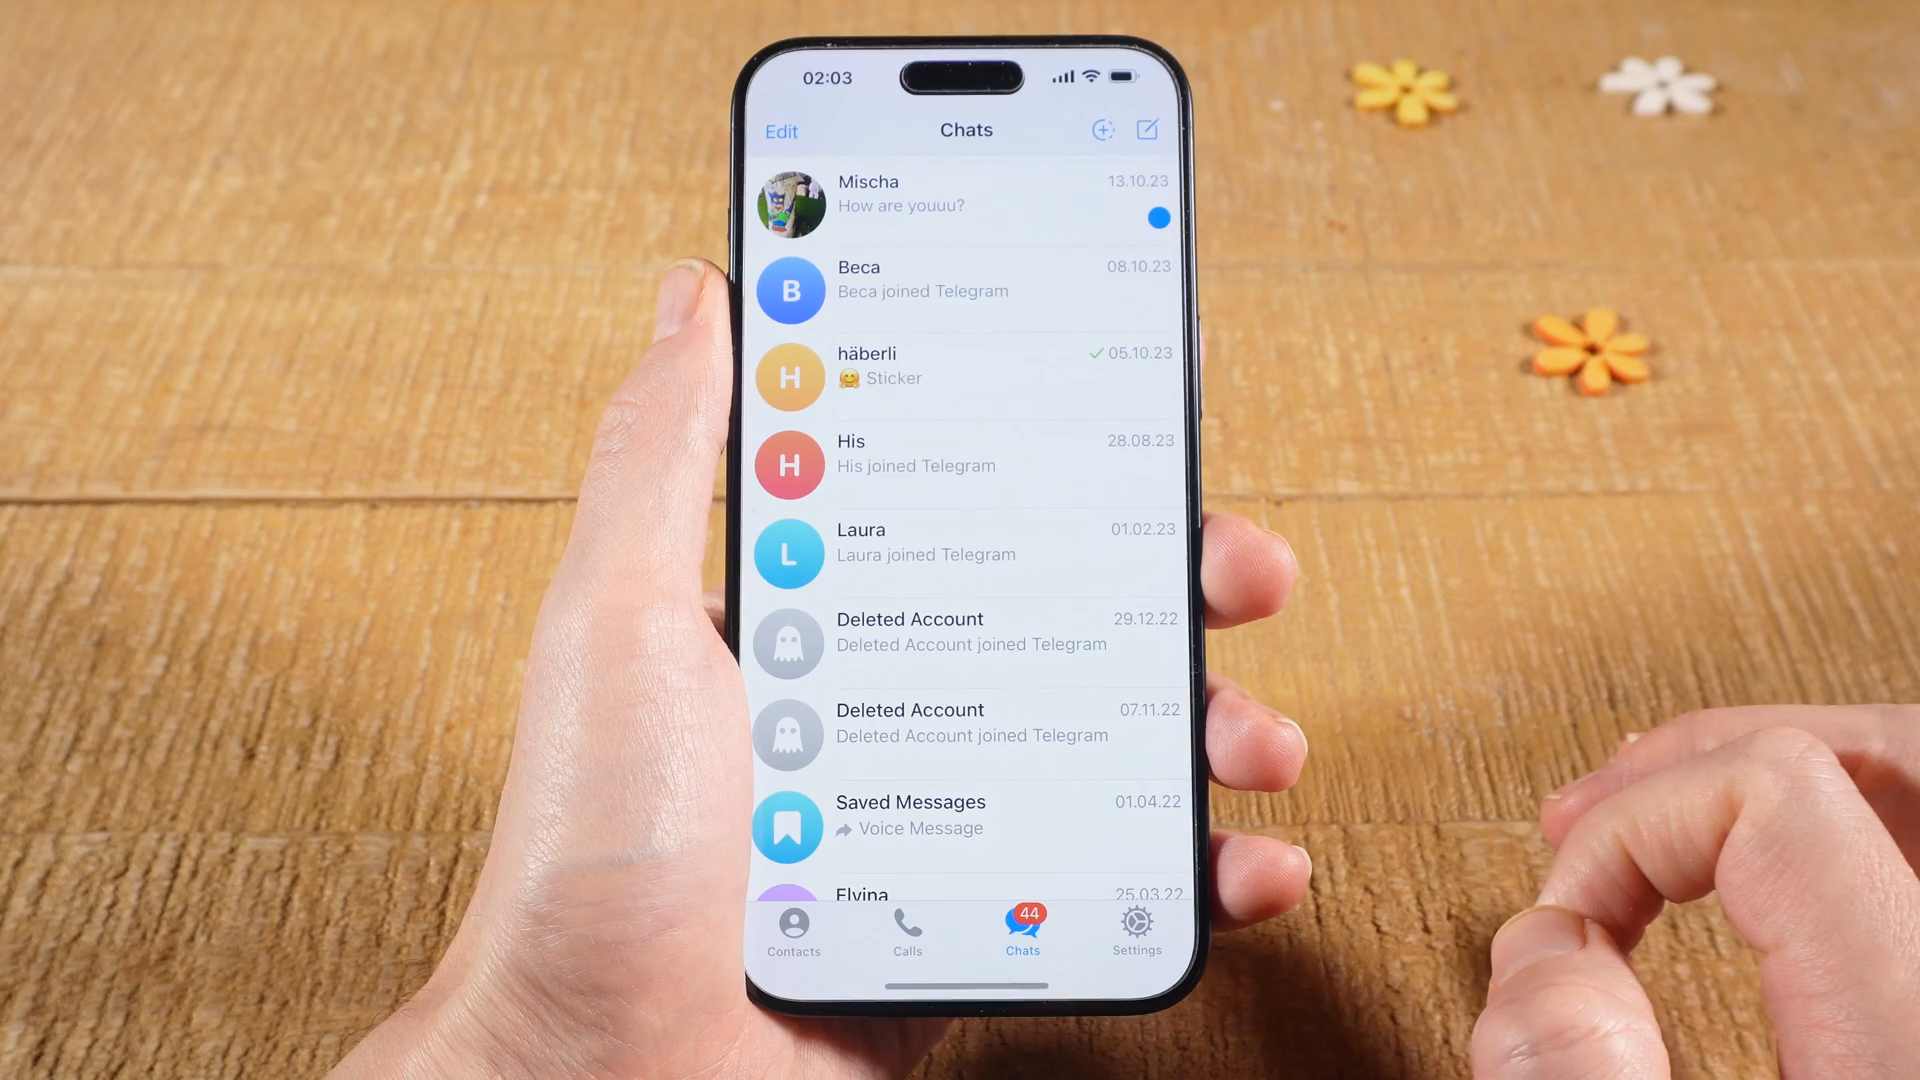 02:03
Edit
Chats
Mischa
13.10.23
How are youuu?
B
Beca
08.10.23
Beca joined Telegram
H
häberli
05.10.23
🤗 Sticker
H
His
28.08.23
His joined Telegram
L
Laura
01.02.23
Laura joined Telegram
Deleted Account
29.12.22
Deleted Account joined Telegram
Deleted Account
07.11.22
Deleted Account joined Telegram
Saved Messages
01.04.22
Voice Message
Elvina
25.03.22
44
Contacts
Calls
Chats
Settings